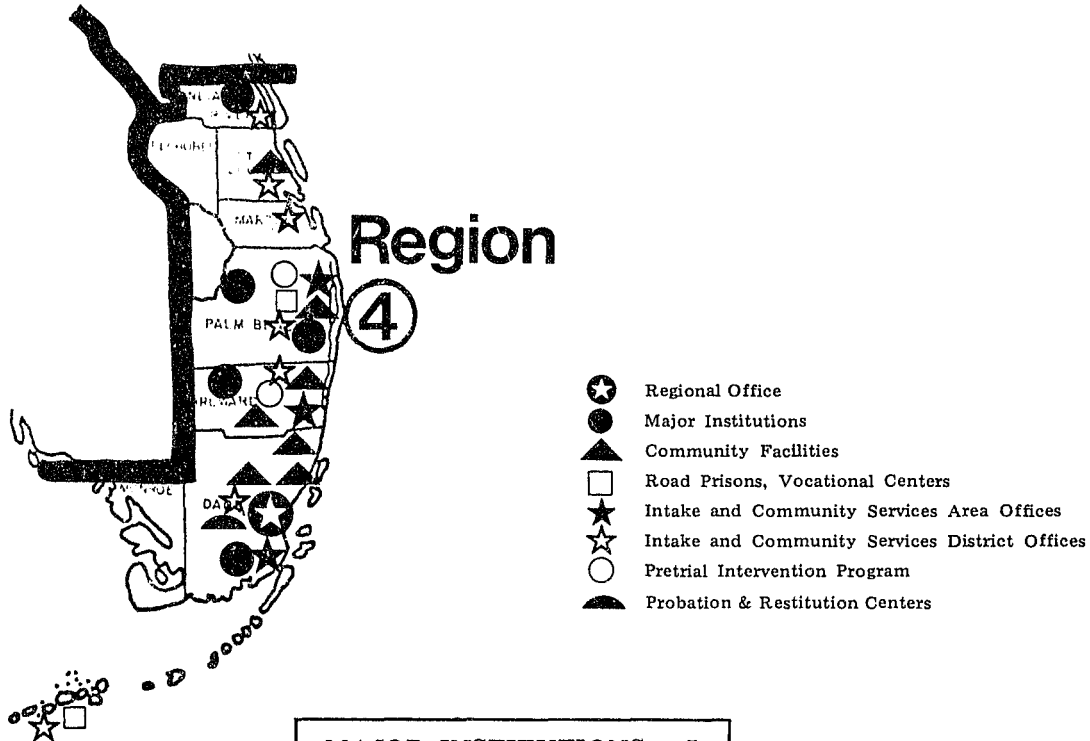 MART
Region
4
PALM B
Regional Office
Major Institutions
Community Facilities
Road Prisons, Vocational Centers
Intake and Community Services Area Offices
Intake and Community Services District Offices
Pretrial Intervention Program
Probation & Restitution Centers